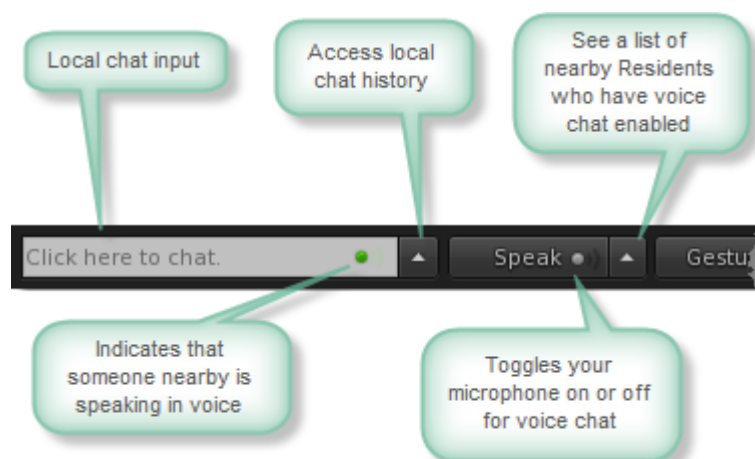 Local chat input
Access local
chat history
See a list of
nearby Residents
who have voice
chat enabled
Click here to chat.
Speak
Gestu
Indicates that
someone nearby is
speaking in voice
Toggles your
microphone on or off
for voice chat